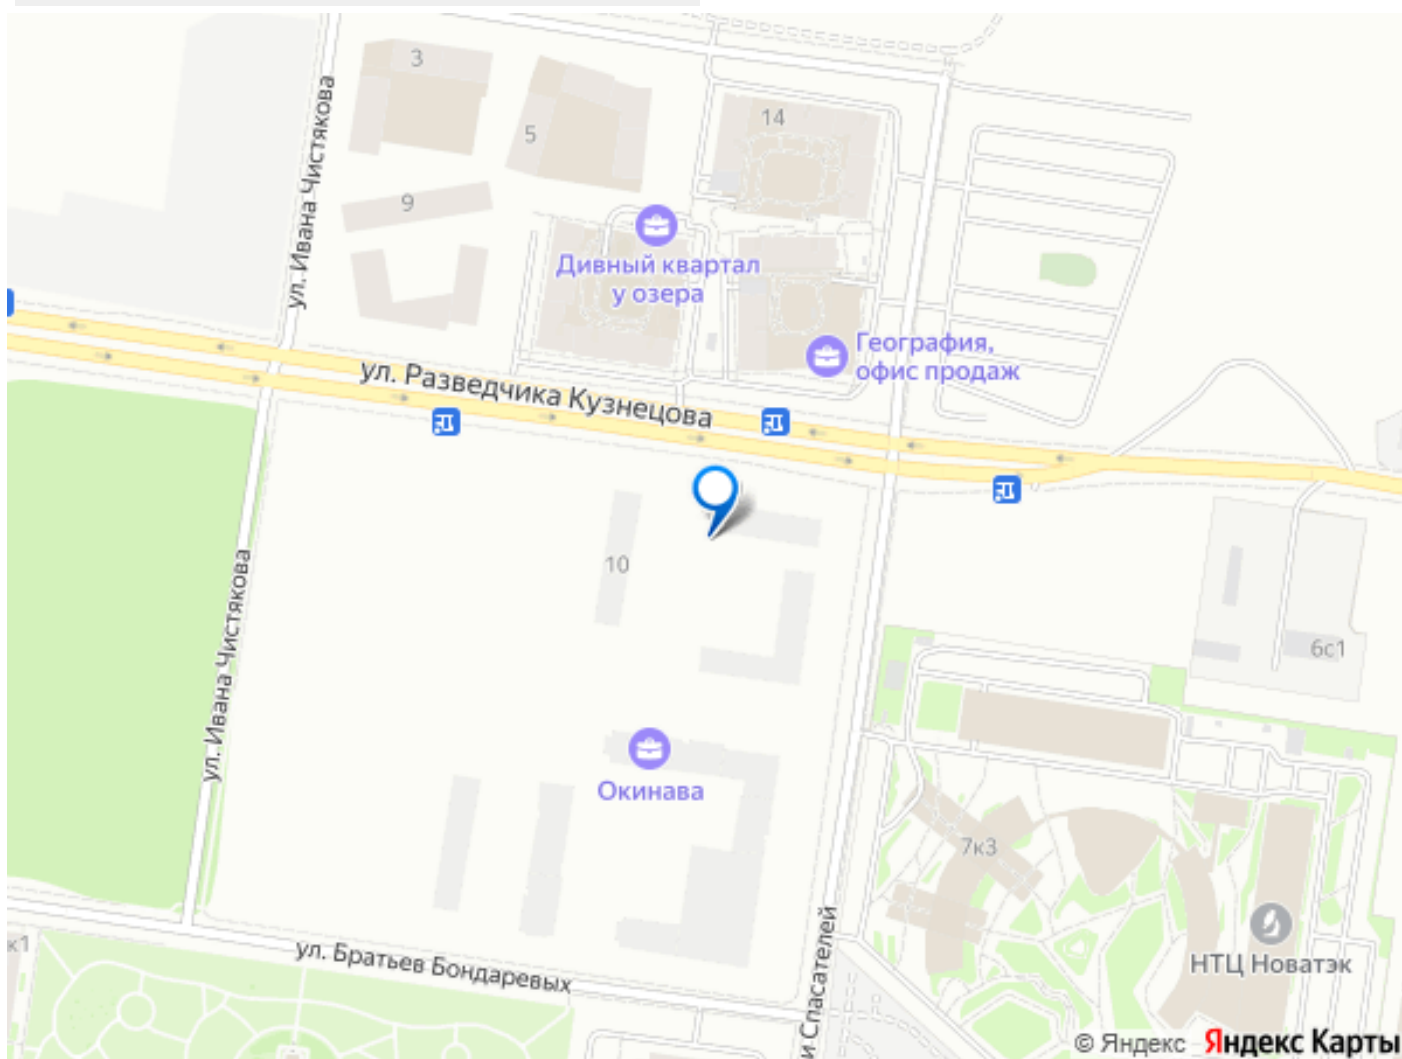 3
5
14
9
ул. Ивана Чистякова
Дивный квартал
у озера
География,
офис продаж
ул. Разведчика Кузнецова
10
ул. Ивана Чистякова
6с1
Окинава
7к3
НТЦ Новатэк
к1
ул. Братьев Бондаревых
и Спасателей
© Яндекс Яндекс Карты